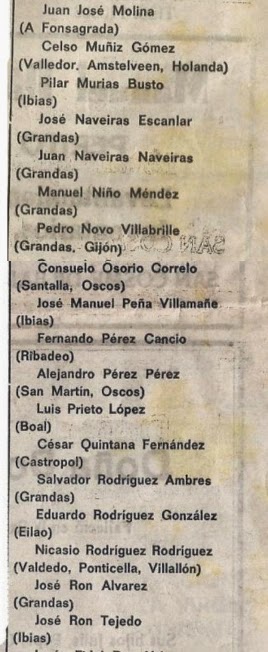 Juan José Molina
(A Fonsagrada)
Celso Muñiz Gómez
(Valledor. Amstelveen, Holanda)
Pilar Murias Busto
(Ibias)
José Naveiras Escanlar
(Grandas)
Juan Naveiras Naveiras
(Grandas)
Manuel Niño Méndez
(Grandas)
Pedro Novo Villabrille
(Grandas, Gijón)
Consuelo Osorio Correlo
(Santalla, Oscos)
José Manuel Peña Villamañe
(Ibias)
Fernando Pérez Cancio
(Ribadeo)
Alejandro Pérez Pérez
(San Martín, Oscos)
Luis Prieto López
(Boal)
César Quintana Fernández
(Castropol)
Salvador Rodríguez Ambres
(Grandas)
Eduardo Rodríguez González
(Eilao)
Nicasio Rodríguez Rodríguez
(Valdedo, Ponticella, Villallón)
José Ron Alvarez
(Grandas)
José Ron Tejedo
(Ibias)